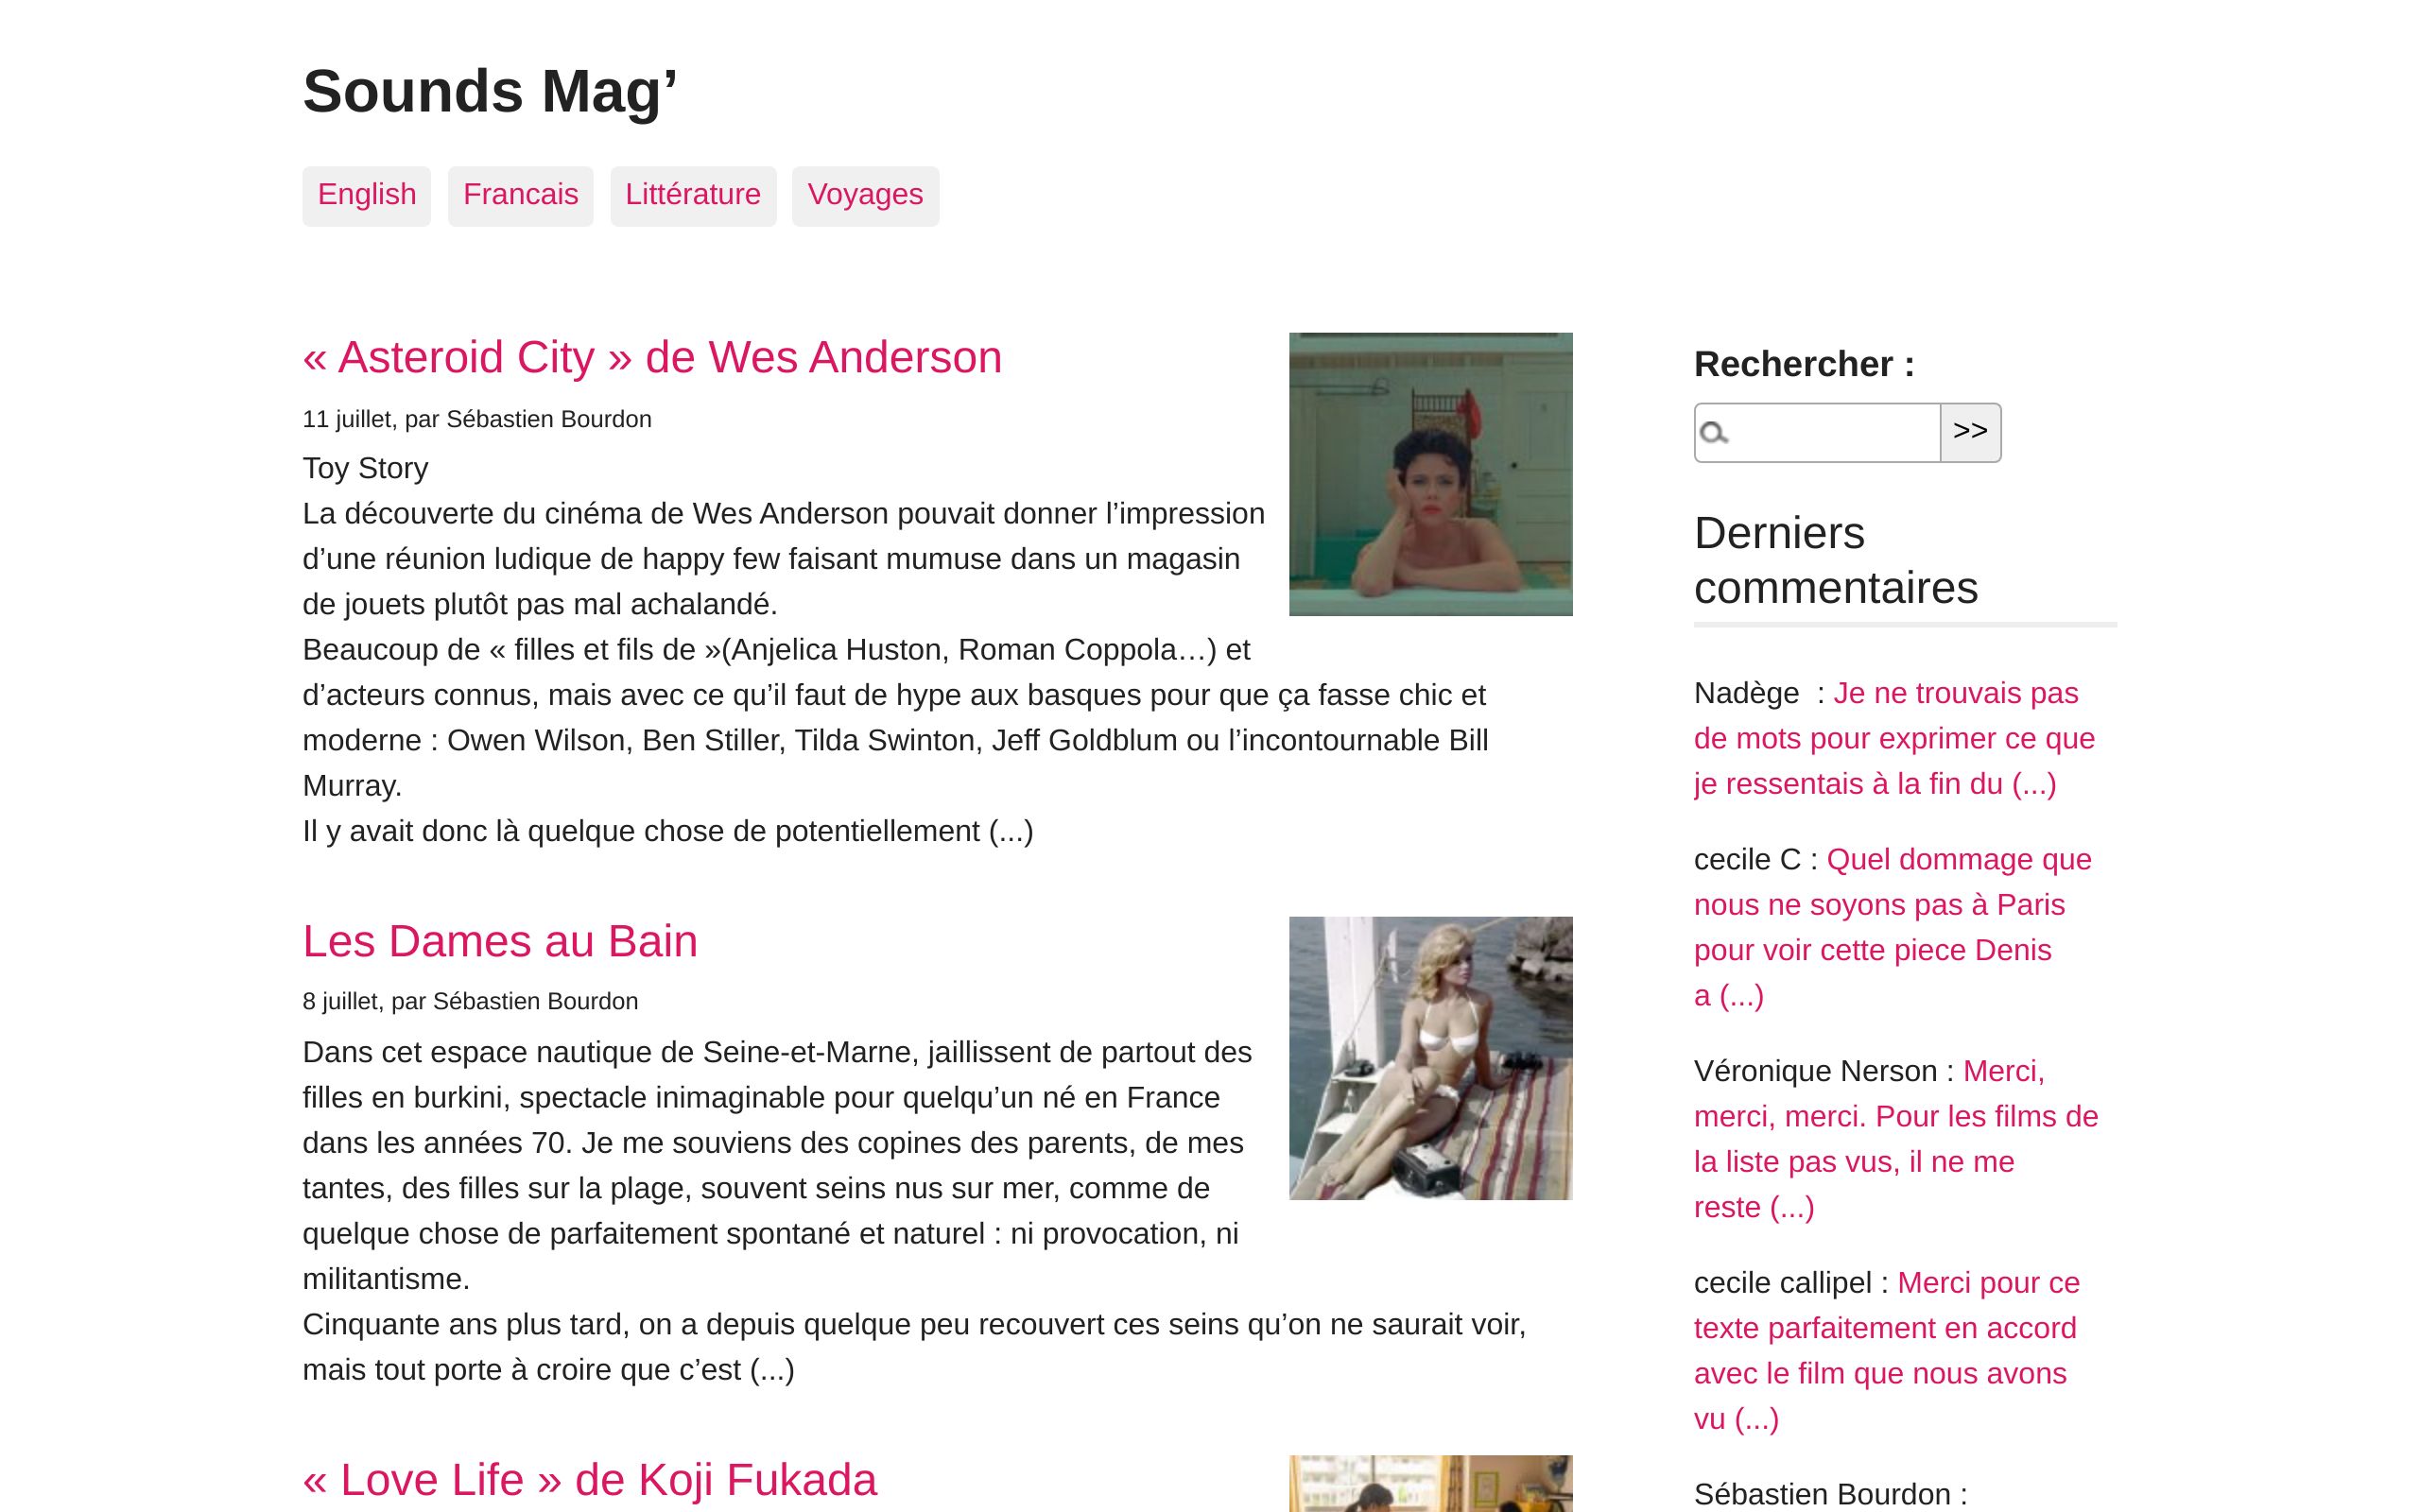 Sounds Mag’
English
Francais
Littérature
Voyages
« Asteroid City » de Wes Anderson
11 juillet, par Sébastien Bourdon
Toy Story
La découverte du cinéma de Wes Anderson pouvait donner l’impression
d’une réunion ludique de happy few faisant mumuse dans un magasin
de jouets plutôt pas mal achalandé.
Beaucoup de « filles et fils de »(Anjelica Huston, Roman Coppola…) et
d’acteurs connus, mais avec ce qu’il faut de hype aux basques pour que ça fasse chic et
moderne : Owen Wilson, Ben Stiller, Tilda Swinton, Jeff Goldblum ou l’incontournable Bill
Murray.
Il y avait donc là quelque chose de potentiellement (...)
Les Dames au Bain
8 juillet, par Sébastien Bourdon
Dans cet espace nautique de Seine-et-Marne, jaillissent de partout des
filles en burkini, spectacle inimaginable pour quelqu’un né en France
dans les années 70. Je me souviens des copines des parents, de mes
tantes, des filles sur la plage, souvent seins nus sur mer, comme de
quelque chose de parfaitement spontané et naturel : ni provocation, ni
militantisme.
Cinquante ans plus tard, on a depuis quelque peu recouvert ces seins qu’on ne saurait voir,
mais tout porte à croire que c’est (...)
« Love Life » de Koji Fukada
Rechercher :
>>
Derniers
commentaires
Nadège  : Je ne trouvais pas
de mots pour exprimer ce que
je ressentais à la fin du (...)
cecile C : Quel dommage que
nous ne soyons pas à Paris
pour voir cette piece Denis
a (...)
Véronique Nerson : Merci,
merci, merci. Pour les films de
la liste pas vus, il ne me
reste (...)
cecile callipel : Merci pour ce
texte parfaitement en accord
avec le film que nous avons
vu (...)
Sébastien Bourdon :